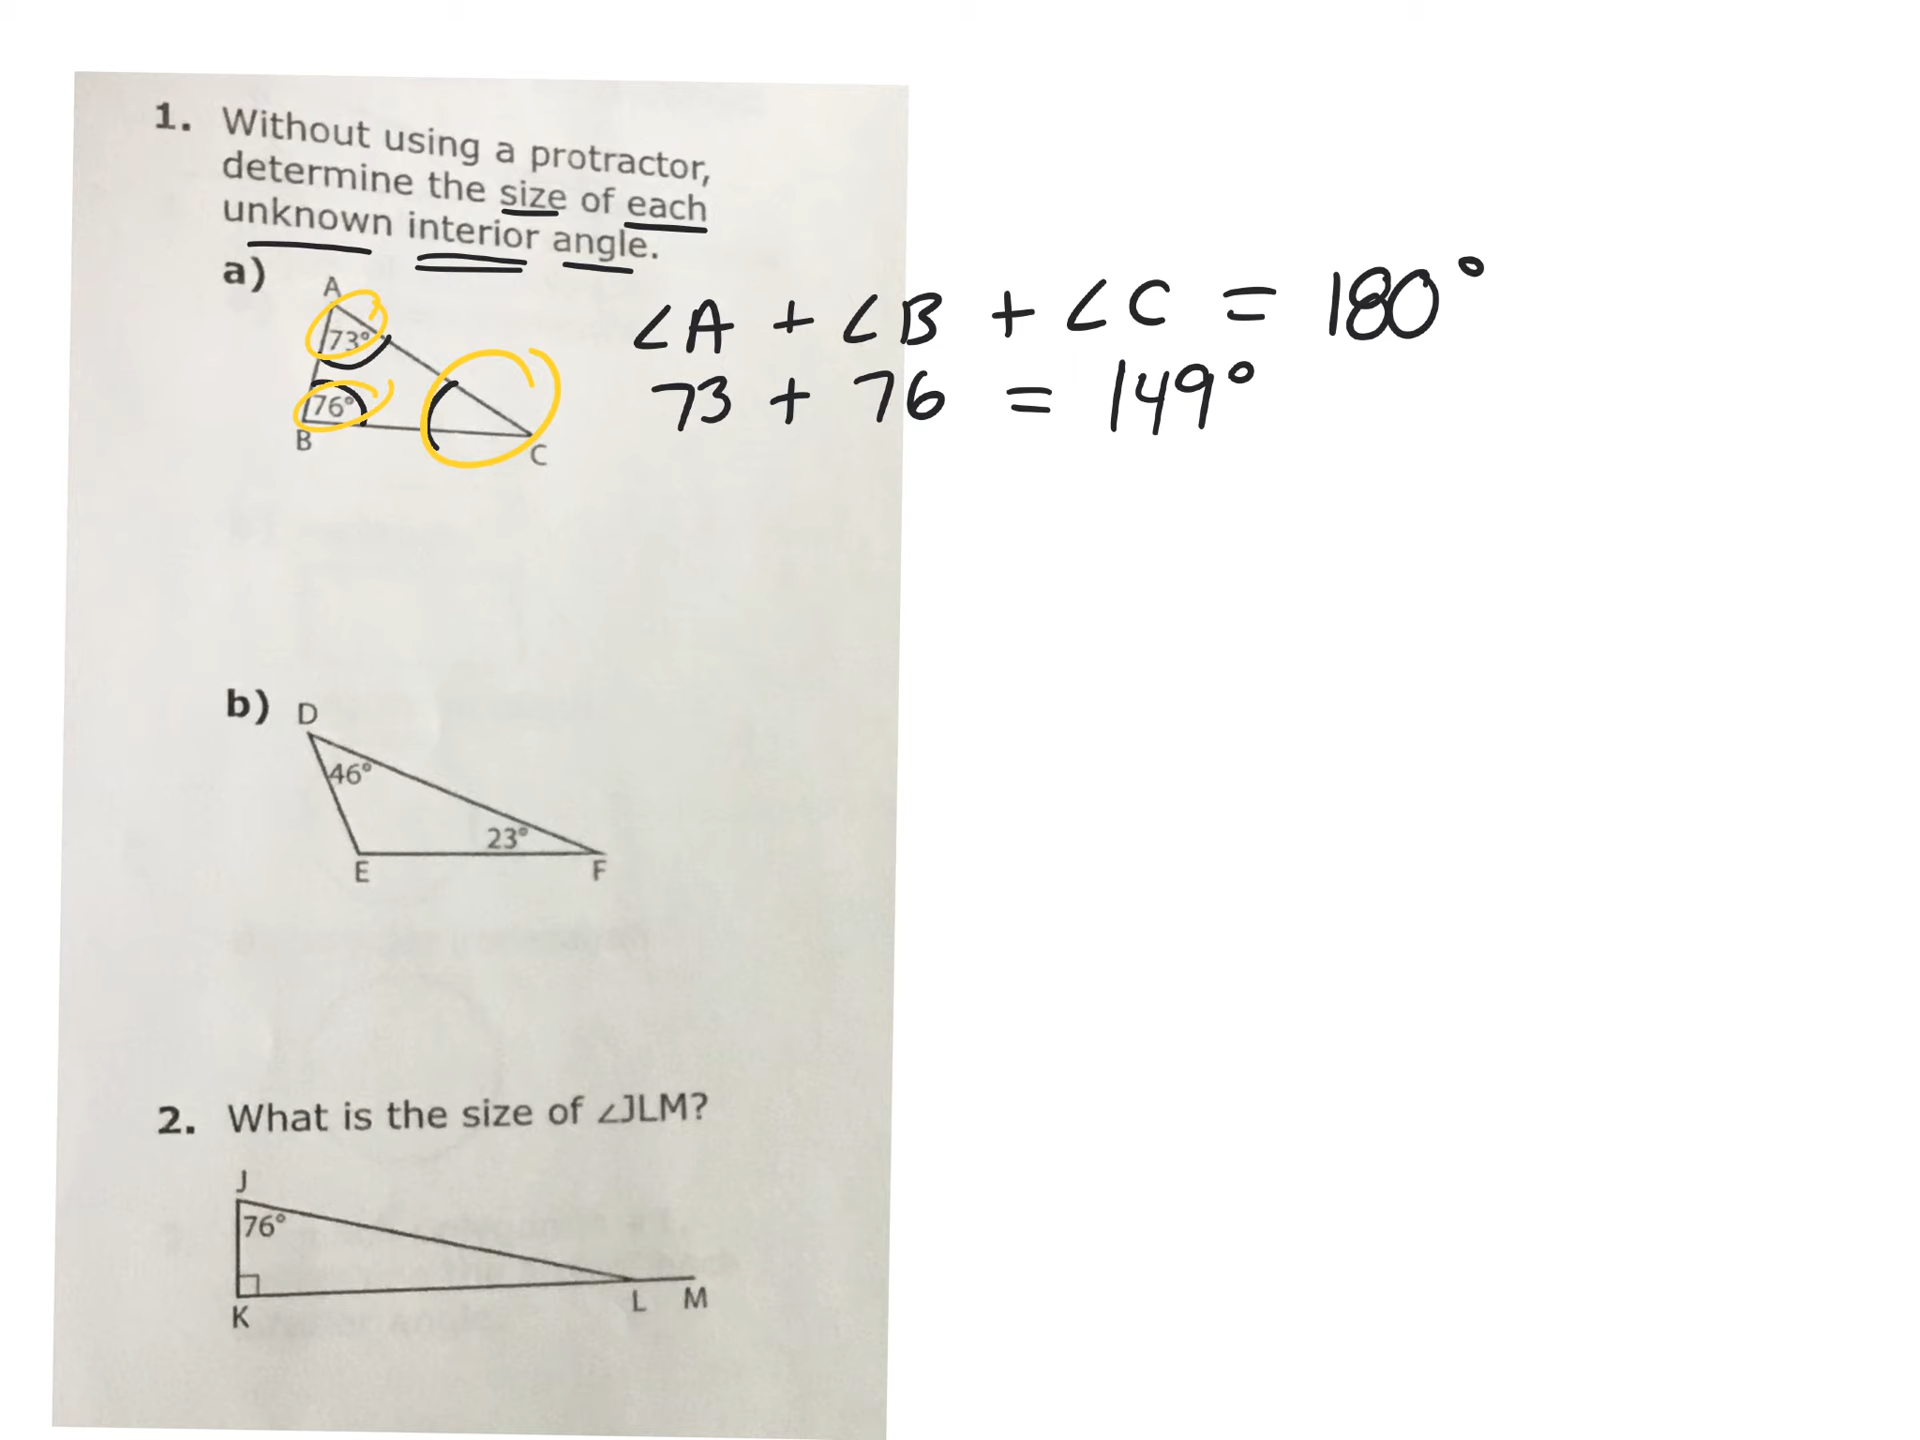 1. Without using a protractor,
determine the size of each
unknown interior angle.
a)
A
∠A + ∠B + ∠C = 180°
73°
73 + 76 = 149°
76°
B
C
b) D
46°
23°
E
F
2. What is the size of ∠JLM?
J
76°
K
L M